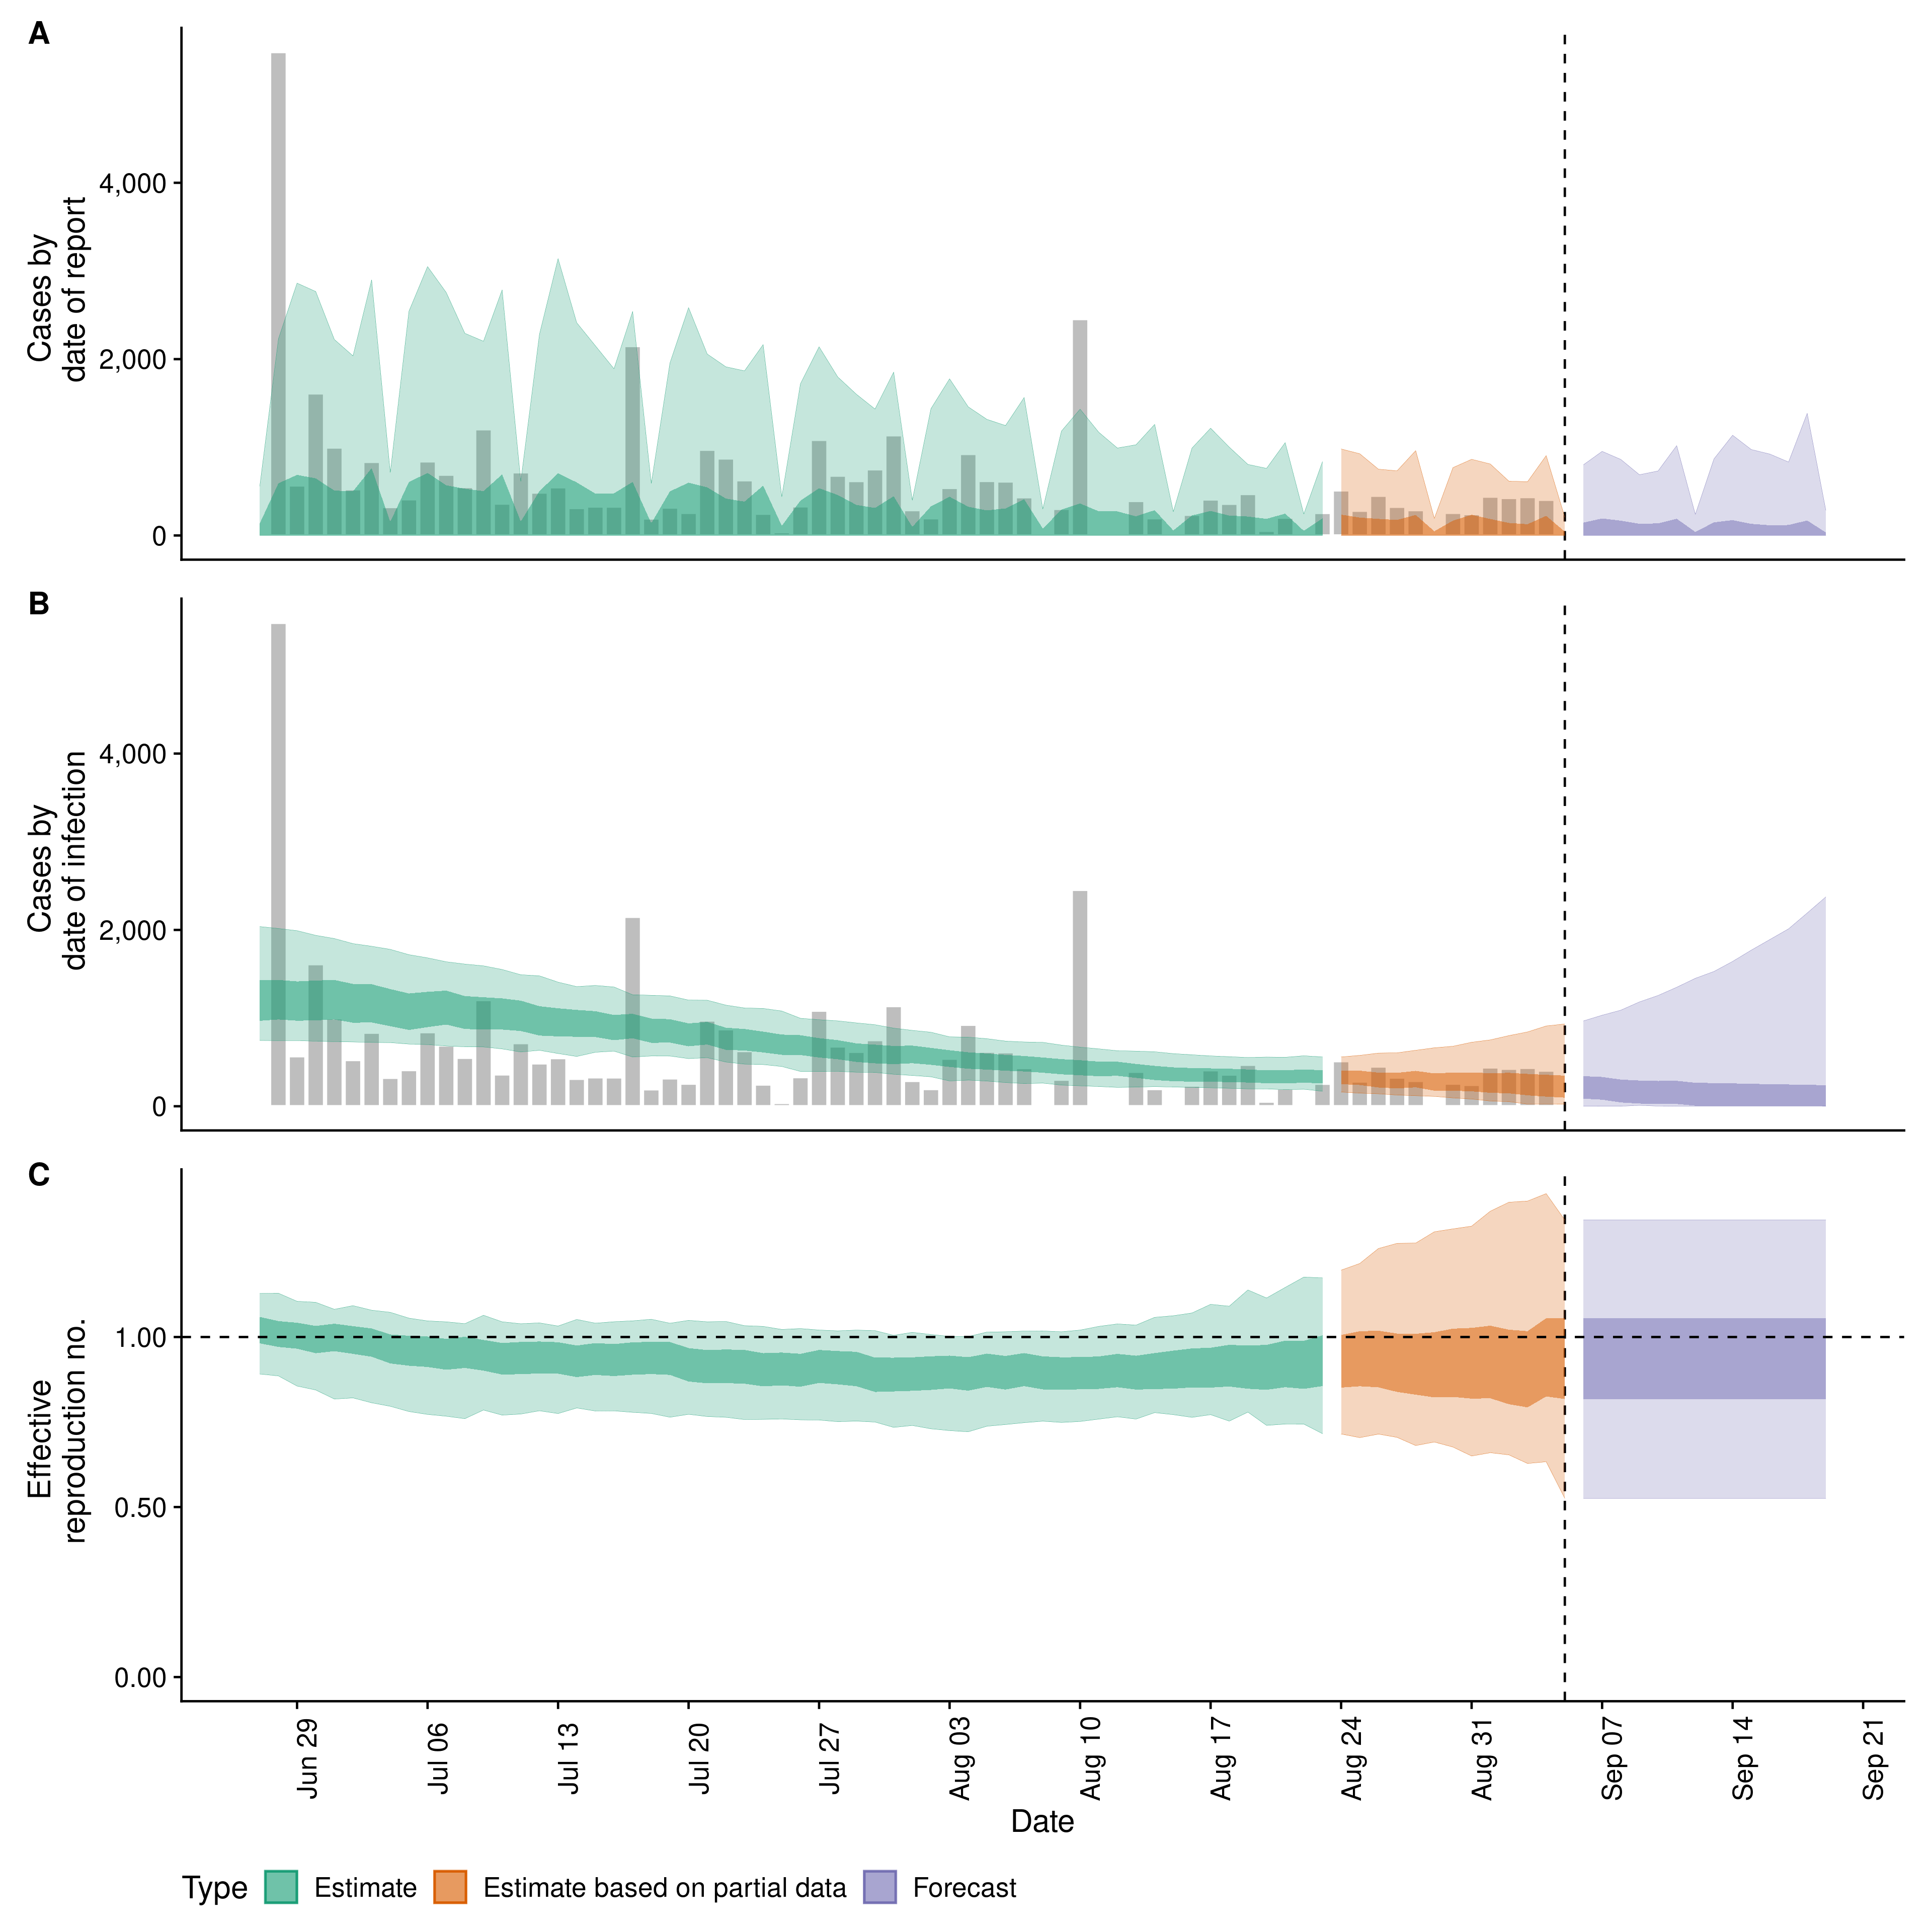 A
Cases by
date of report
4,000
2,000
0
B
Cases by
date of infection
4,000
2,000
0
C
Effective
reproduction no.
1.00
0.50
0.00
Jun 29
Jul 06
Jul 13
Jul 20
Jul 27
Aug 03
Aug 10
Aug 17
Aug 24
Aug 31
Sep 07
Sep 14
Sep 21
Date
Type Estimate Estimate based on partial data Forecast